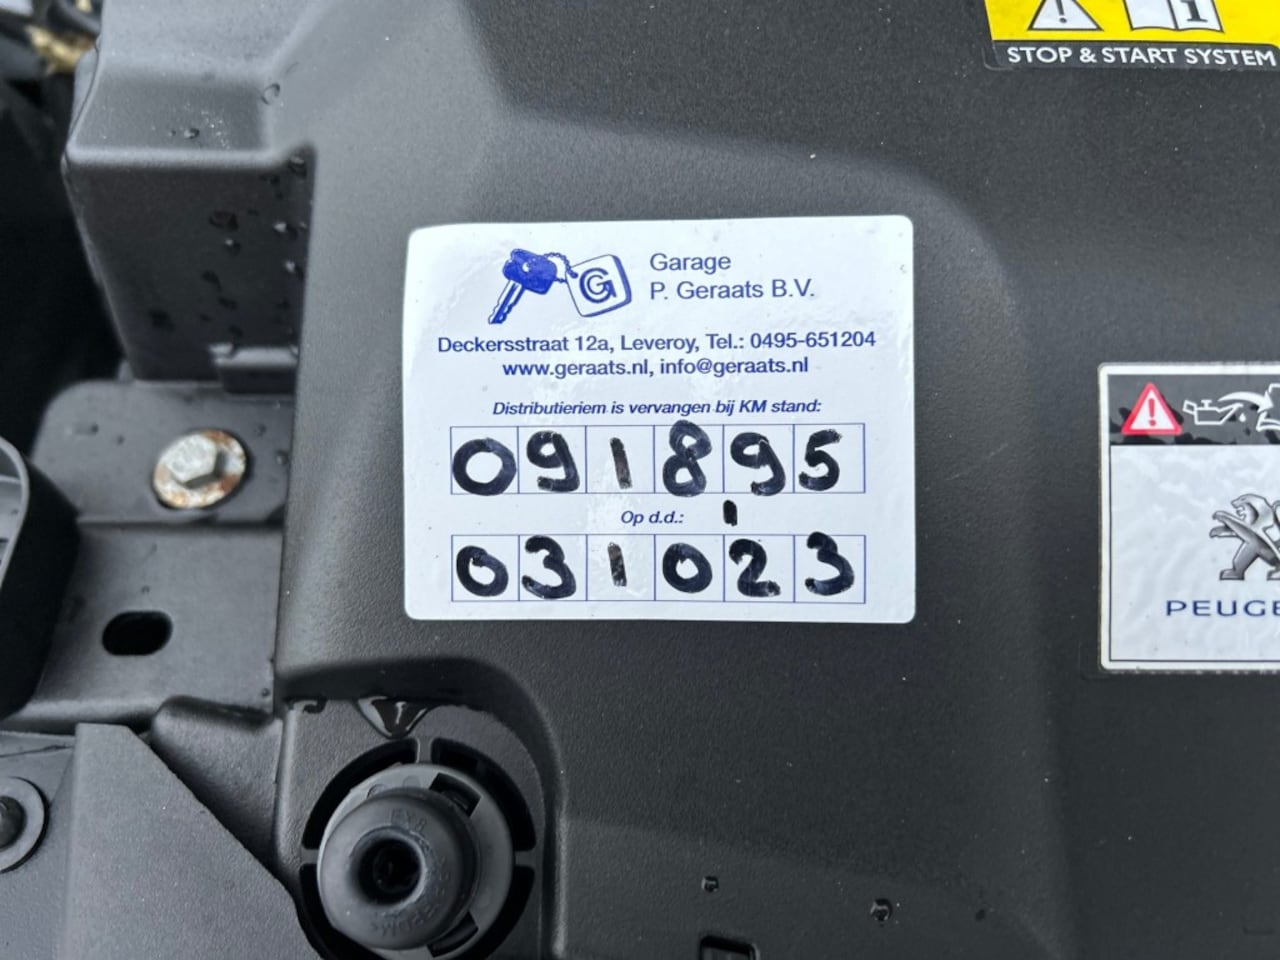 STOP & START SYSTEM
Garage
P. Geraats B.V.
Deckersstraat 12a, Leveroy, Tel.: 0495-651204
www.geraats.nl, info@geraats.nl
Distributieriem is vervangen bij KM stand:
091895
Op d.d.:
031023
PEUGE